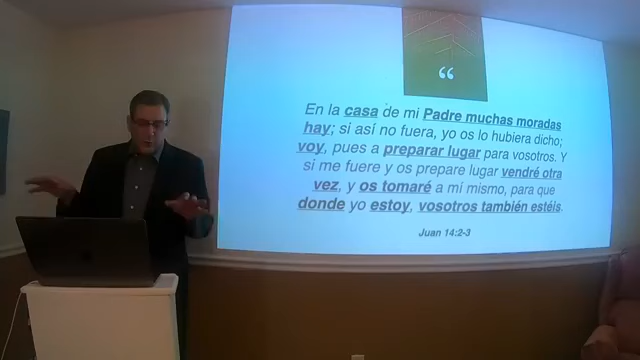 “
En la casa de mi Padre muchas moradas
hay; si así no fuera, yo os lo hubiera dicho;
voy, pues a preparar lugar para vosotros. Y
si me fuere y os prepare lugar vendré otra
vez, y os tomaré a mí mismo, para que
donde yo estoy, vosotros también estéis.
Juan 14:2-3